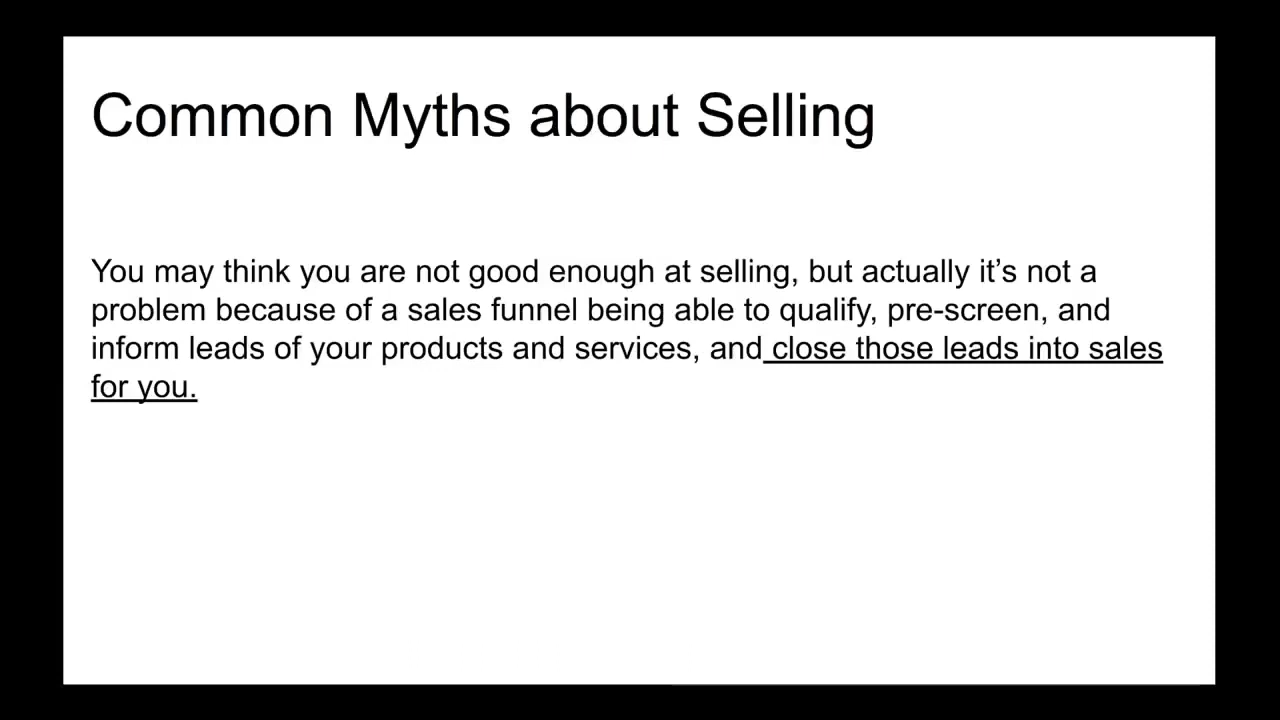 Common Myths about Selling
You may think you are not good enough at selling, but actually it’s not a
problem because of a sales funnel being able to qualify, pre-screen, and
inform leads of your products and services, and close those leads into sales
for you.